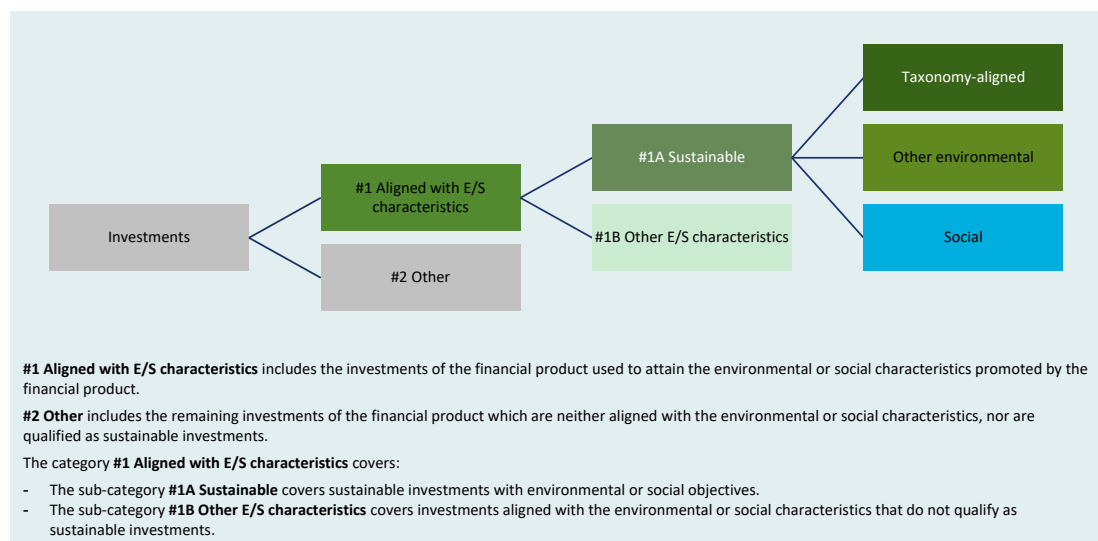 Taxonomy-aligned
#1A Sustainable
Other environmental
#1 Aligned with E/S
characteristics
Investments
#1B Other E/S characteristics
Social
#2 Other
#1 Aligned with E/S characteristics includes the investments of the financial product used to attain the environmental or social characteristics promoted by the
financial product.
#2 Other includes the remaining investments of the financial product which are neither aligned with the environmental or social characteristics, nor are
qualified as sustainable investments.
The category #1 Aligned with E/S characteristics covers:
- The sub-category #1A Sustainable covers sustainable investments with environmental or social objectives.
- The sub-category #1B Other E/S characteristics covers investments aligned with the environmental or social characteristics that do not qualify as
sustainable investments.